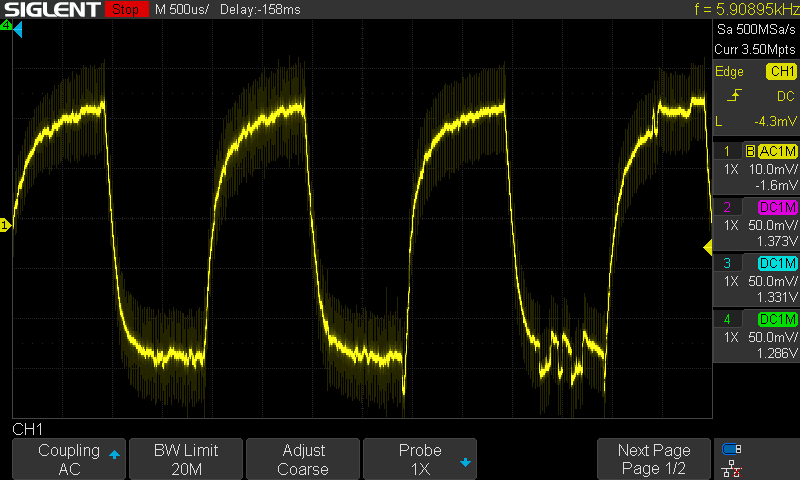 SIGLENT Stop M 500us/ Delay:-158ms f = 5.90895kHz
Sa 500MSa/s
Curr 3.50Mpts
Edge CH1
DC
L -4.3mV
1 B AC1M
1X 10.0mV/
-1.6mV
2 DC1M
1X 50.0mV/
1.373V
3 DC1M
1X 50.0mV/
1.331V
4 DC1M
1X 50.0mV/
1.286V
4
1
CH1
Coupling
AC
BW Limit
20M
Adjust
Coarse
Probe
1X
Next Page
Page 1/2